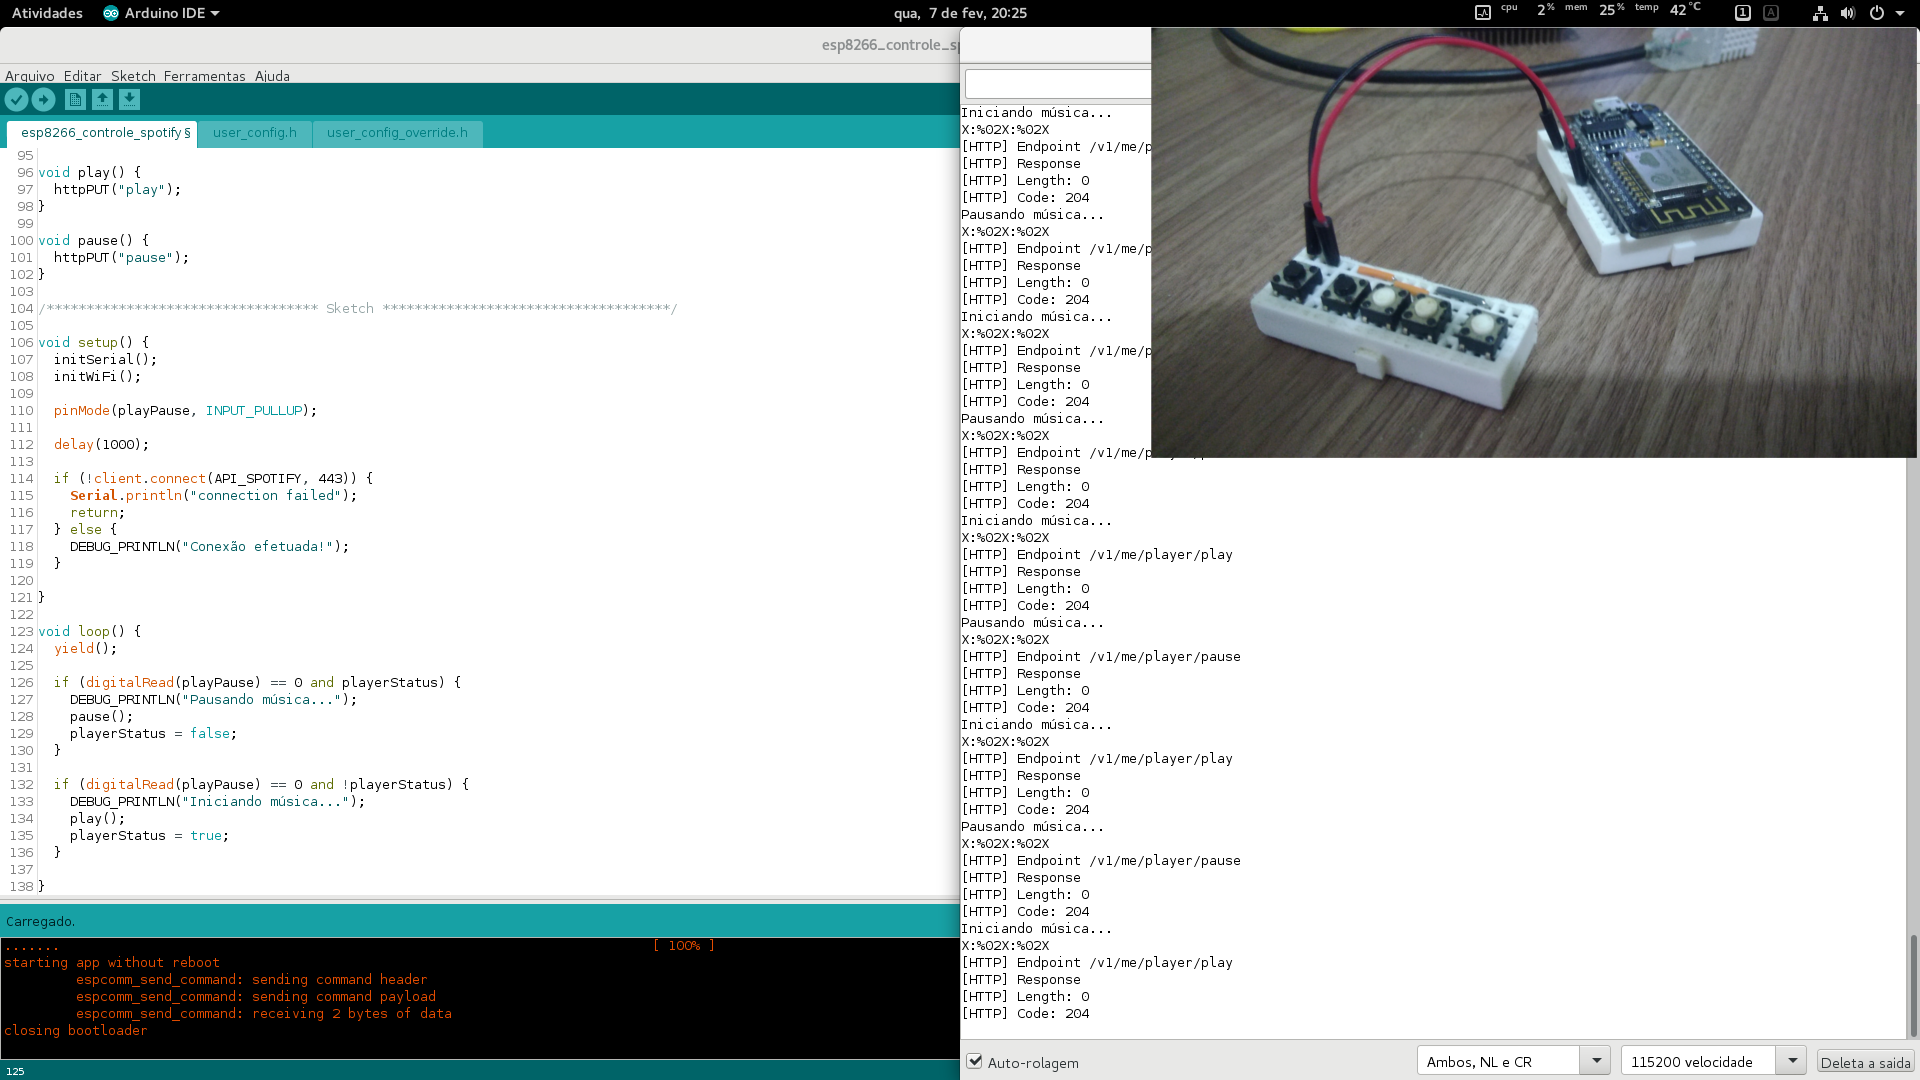 Atividades Arduino IDE qua, 7 de fev, 20:25 cpu 2% mem 25% temp 42°C 1 A
esp8266_controle_sp
Arquivo Editar Sketch Ferramentas Ajuda
esp8266_controle_spotify § user_config.h user_config_override.h
95
96 void play() {
97 httpPUT("play");
98 }
99
100 void pause() {
101 httpPUT("pause");
102 }
103
104 /********************************** Sketch ************************************/
105
106 void setup() {
107 initSerial();
108 initWiFi();
109
110 pinMode(playPause, INPUT_PULLUP);
111
112 delay(1000);
113
114 if (!client.connect(API_SPOTIFY, 443)) {
115 Serial.println("connection failed");
116 return;
117 } else {
118 DEBUG_PRINTLN("Conexão efetuada!");
119 }
120
121 }
122
123 void loop() {
124 yield();
125
126 if (digitalRead(playPause) == 0 and playerStatus) {
127 DEBUG_PRINTLN("Pausando música...");
128 pause();
129 playerStatus = false;
130 }
131
132 if (digitalRead(playPause) == 0 and !playerStatus) {
133 DEBUG_PRINTLN("Iniciando música...");
134 play();
135 playerStatus = true;
136 }
137
138 }
Carregado.
....... [ 100% ]
starting app without reboot
espcomm_send_command: sending command header
espcomm_send_command: sending command payload
espcomm_send_command: receiving 2 bytes of data
closing bootloader
125
Iniciando música...
X:%02X:%02X
[HTTP] Endpoint /v1/me/p
[HTTP] Response
[HTTP] Length: 0
[HTTP] Code: 204
Pausando música...
X:%02X:%02X
[HTTP] Endpoint /v1/me/p
[HTTP] Response
[HTTP] Length: 0
[HTTP] Code: 204
Iniciando música...
X:%02X:%02X
[HTTP] Endpoint /v1/me/p
[HTTP] Response
[HTTP] Length: 0
[HTTP] Code: 204
Pausando música...
X:%02X:%02X
[HTTP] Endpoint /v1/me/p
[HTTP] Response
[HTTP] Length: 0
[HTTP] Code: 204
Iniciando música...
X:%02X:%02X
[HTTP] Endpoint /v1/me/player/play
[HTTP] Response
[HTTP] Length: 0
[HTTP] Code: 204
Pausando música...
X:%02X:%02X
[HTTP] Endpoint /v1/me/player/pause
[HTTP] Response
[HTTP] Length: 0
[HTTP] Code: 204
Iniciando música...
X:%02X:%02X
[HTTP] Endpoint /v1/me/player/play
[HTTP] Response
[HTTP] Length: 0
[HTTP] Code: 204
Pausando música...
X:%02X:%02X
[HTTP] Endpoint /v1/me/player/pause
[HTTP] Response
[HTTP] Length: 0
[HTTP] Code: 204
Iniciando música...
X:%02X:%02X
[HTTP] Endpoint /v1/me/player/play
[HTTP] Response
[HTTP] Length: 0
[HTTP] Code: 204
Auto-rolagem Ambos, NL e CR 115200 velocidade Deleta a saida